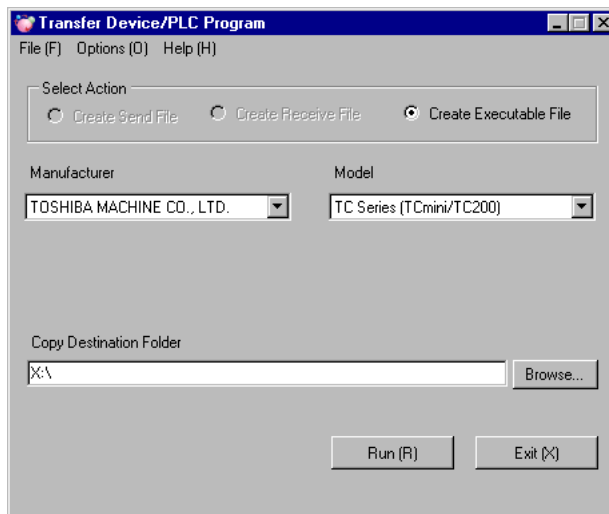 Transfer Device/PLC Program
File (F) Options (O) Help (H)
Select Action
Create Send File Create Receive File Create Executable File
Manufacturer Model
TOSHIBA MACHINE CO., LTD. TC Series (TCmini/TC200)
Copy Destination Folder
X:\ Browse...
Run (R) Exit (X)